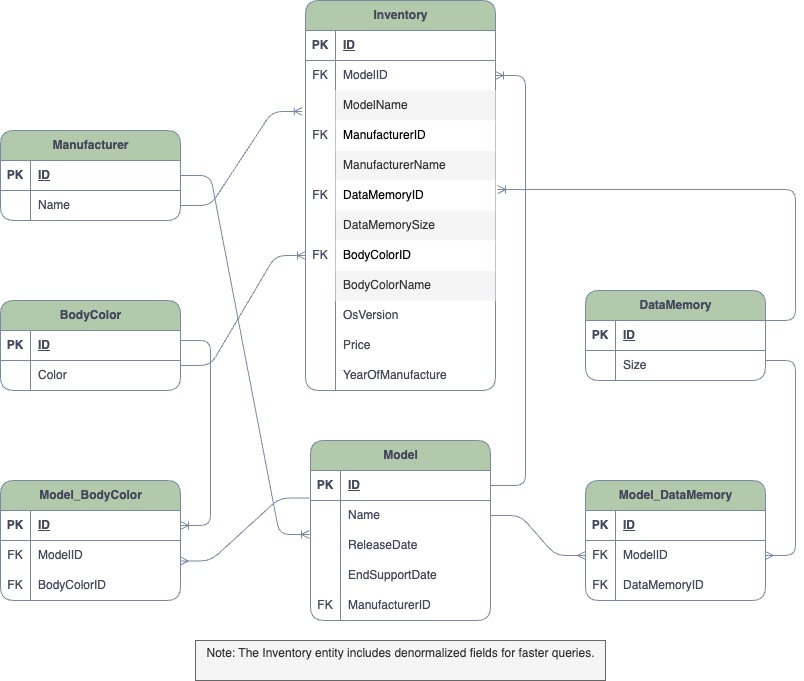 Inventory
PK ID
FK ModelID
ModelName
FK ManufacturerID
ManufacturerName
FK DataMemoryID
DataMemorySize
FK BodyColorID
BodyColorName
OsVersion
Price
YearOfManufacture
Manufacturer
PK ID
Name
BodyColor
PK ID
Color
DataMemory
PK ID
Size
Model_BodyColor
PK ID
FK ModelID
FK BodyColorID
Model
PK ID
Name
ReleaseDate
EndSupportDate
FK ManufacturerID
Model_DataMemory
PK ID
FK ModelID
FK DataMemoryID
Note: The Inventory entity includes denormalized fields for faster queries.